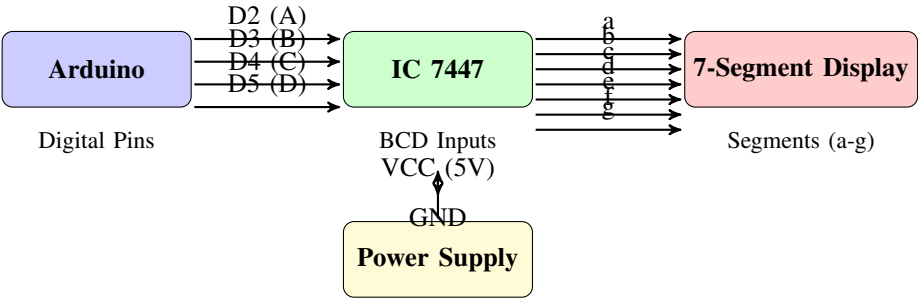 D2 (A)
D3 (B)
D4 (C)
D5 (D)
a
b
c
d
e
f
g
Arduino
IC 7447
7-Segment Display
Digital Pins
BCD Inputs
Segments (a-g)
VCC (5V)
GND
Power Supply